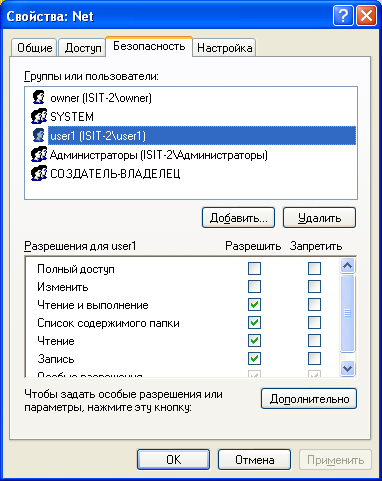 Свойства: Net
Общие Доступ Безопасность Настройка
Группы или пользователи:
owner (ISIT-2\owner)
SYSTEM
user1 (ISIT-2\user1)
Администраторы (ISIT-2\Администраторы)
СОЗДАТЕЛЬ-ВЛАДЕЛЕЦ
Добавить... Удалить
Разрешения для user1 Разрешить Запретить
Полный доступ
Изменить
Чтение и выполнение
Список содержимого папки
Чтение
Запись
Особые разрешения
Чтобы задать особые разрешения или
параметры, нажмите эту кнопку: Дополнительно
OK Отмена Применить